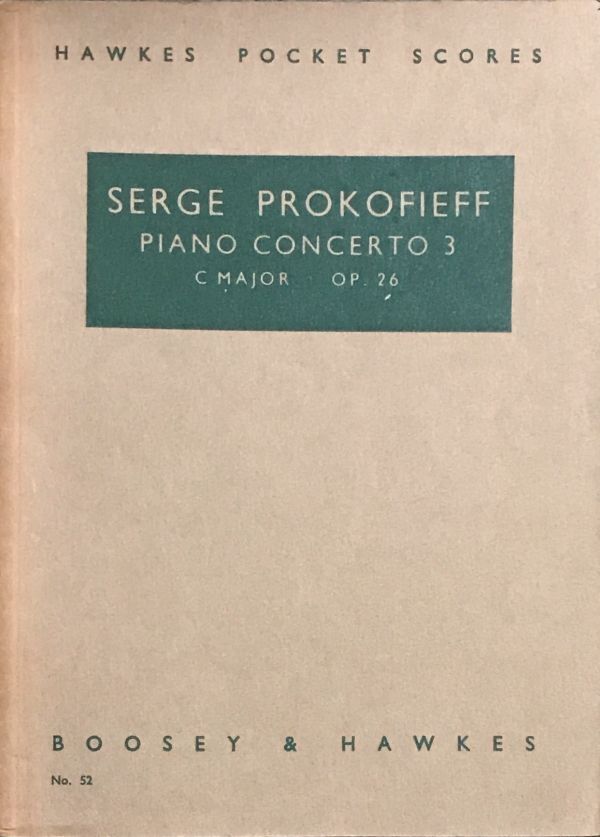 HAWKES POCKET SCORES
SERGE PROKOFIEFF
PIANO CONCERTO 3
C MAJOR OP. 26
BOOSEY & HAWKES
No. 52